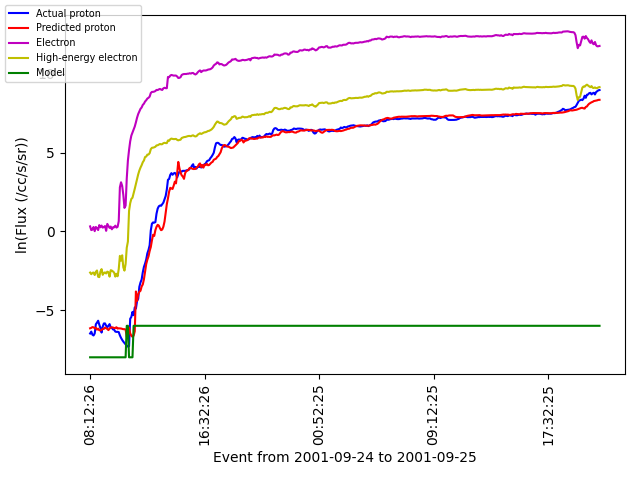 Actual proton
Predicted proton
Electron
High-energy electron
Model
5
0
−5
ln(Flux (/cc/s/sr))
08:12:26
16:32:26
00:52:25
09:12:25
17:32:25
Event from 2001-09-24 to 2001-09-25